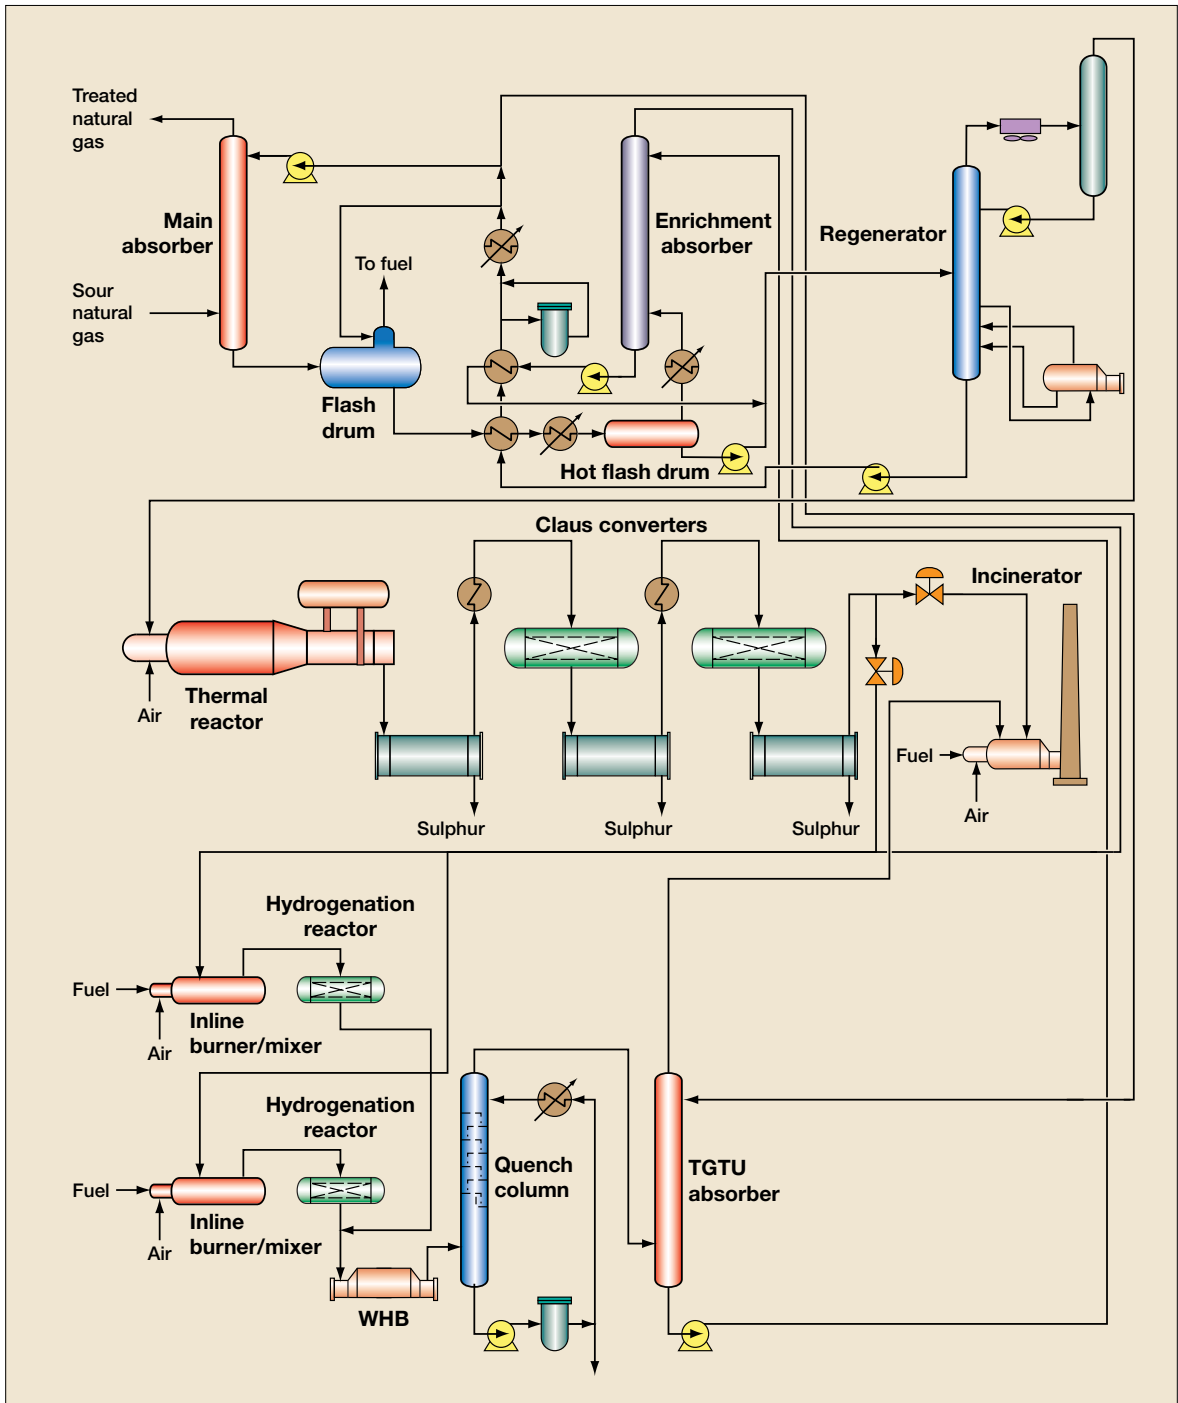 Treated
natural
gas
Main
absorber
Sour
natural
gas
To fuel
Flash
drum
Enrichment
absorber
Regenerator
Hot flash drum
Claus converters
Incinerator
Thermal
reactor
Air
Fuel
Air
Sulphur
Sulphur
Sulphur
Hydrogenation
reactor
Fuel
Air
Inline
burner/mixer
Hydrogenation
reactor
Fuel
Air
Inline
burner/mixer
WHB
Quench
column
TGTU
absorber